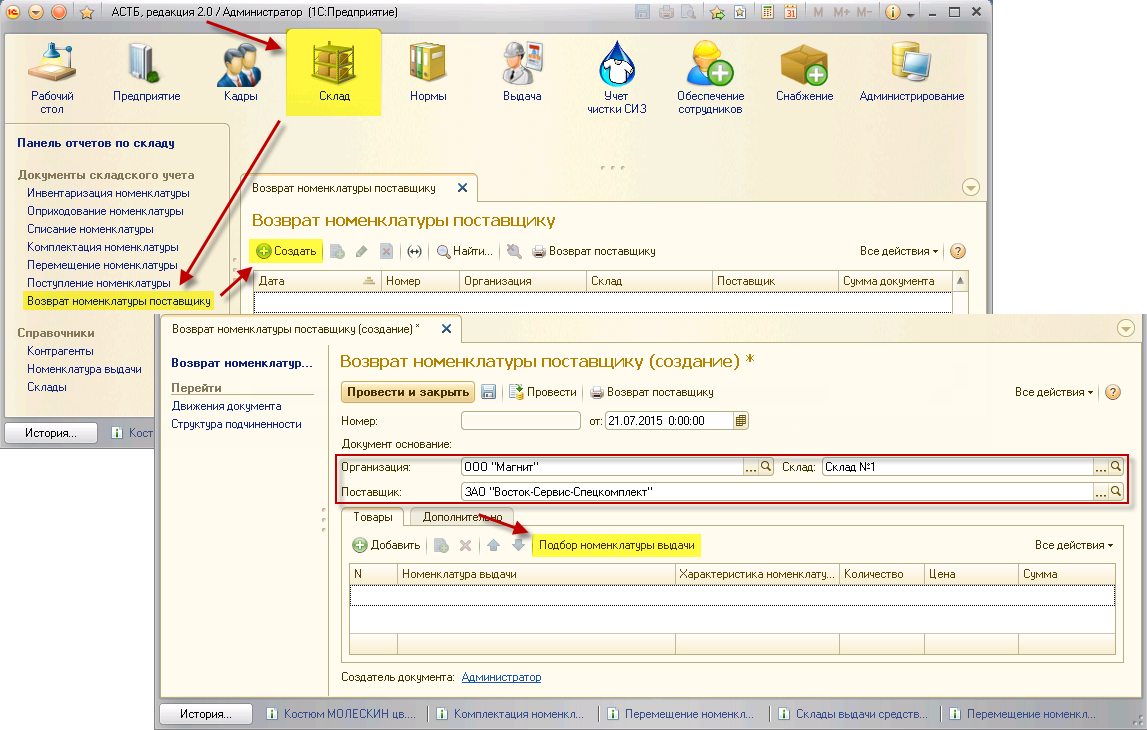 АСТБ, редакция 2.0 / Администратор (1С:Предприятие)
M M+ M-
Рабочий стол
Предприятие
Кадры
Склад
Нормы
Выдача
Учет чистки СИЗ
Обеспечение сотрудников
Снабжение
Администрирование
Панель отчетов по складу
Документы складского учета
Инвентаризация номенклатуры
Оприходование номенклатуры
Списание номенклатуры
Комплектация номенклатуры
Перемещение номенклатуры
Поступление номенклатуры
Возврат номенклатуры поставщику
Справочники
Контрагенты
Номенклатура выдачи
Склады
История...
Кост
Возврат номенклатуры поставщику
Возврат номенклатуры поставщику
Создать Найти... Возврат поставщику Все действия
Дата Номер Организация Склад Поставщик Сумма документа
Возврат номенклатуры поставщику (создание) *
Возврат номенклатур...
Перейти
Движения документа
Структура подчиненности
Возврат номенклатуры поставщику (создание) *
Провести и закрыть Провести Возврат поставщику Все действия
Номер: от: 21.07.2015 0:00:00
Документ основание:
Организация: ООО "Магнит" ... Склад: Склад №1 ...
Поставщик: ЗАО "Восток-Сервис-Спецкомплект" ...
Товары Дополнительно
Добавить Подбор номенклатуры выдачи Все действия
N Номенклатура выдачи Характеристика номенклату... Количество Цена Сумма
Создатель документа: Администратор
История... Костюм МОЛЕСКИН цв.... Комплектация номенкл... Перемещение номенкл... Склады выдачи средств... Перемещение номенкл...